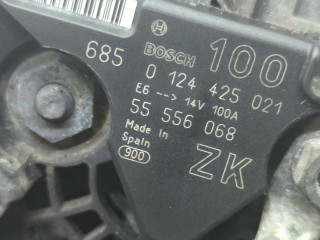 685 BOSCH 100
0 124 425 021
E6 --> 14V 100A
55 556 068
Made in
Spain ZK
900